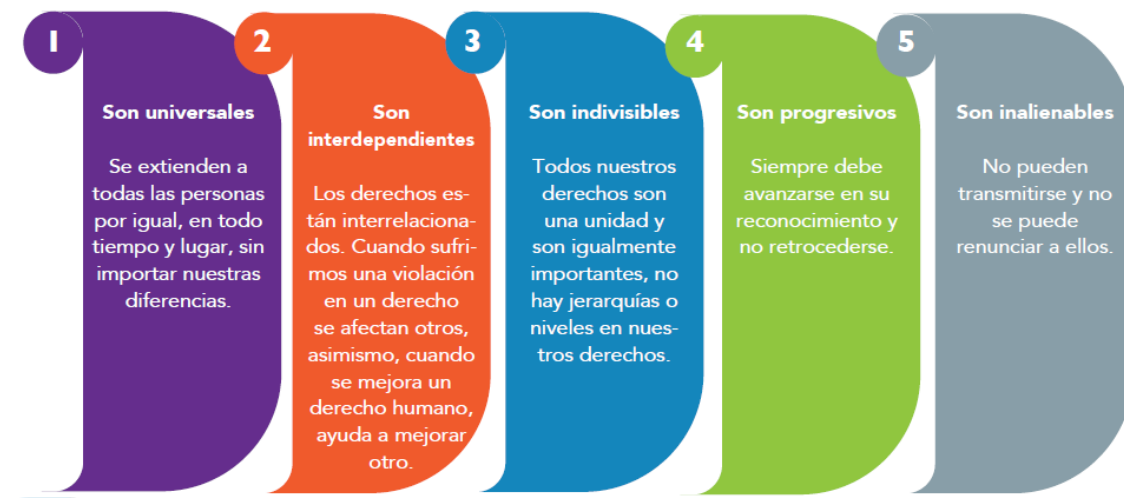 1
Son universales
Se extienden a
todas las personas
por igual, en todo
tiempo y lugar, sin
importar nuestras
diferencias.
2
Son
interdependientes
Los derechos es-
tán interrelaciona-
dos. Cuando sufri-
mos una violación
en un derecho
se afectan otros,
asimismo, cuando
se mejora un
derecho humano,
ayuda a mejorar
otro.
3
Son indivisibles
Todos nuestros
derechos son
una unidad y
son igualmente
importantes, no
hay jerarquías o
niveles en nues-
tros derechos.
4
Son progresivos
Siempre debe
avanzarse en su
reconocimiento y
no retrocederse.
5
Son inalienables
No pueden
transmitirse y no
se puede
renunciar a ellos.